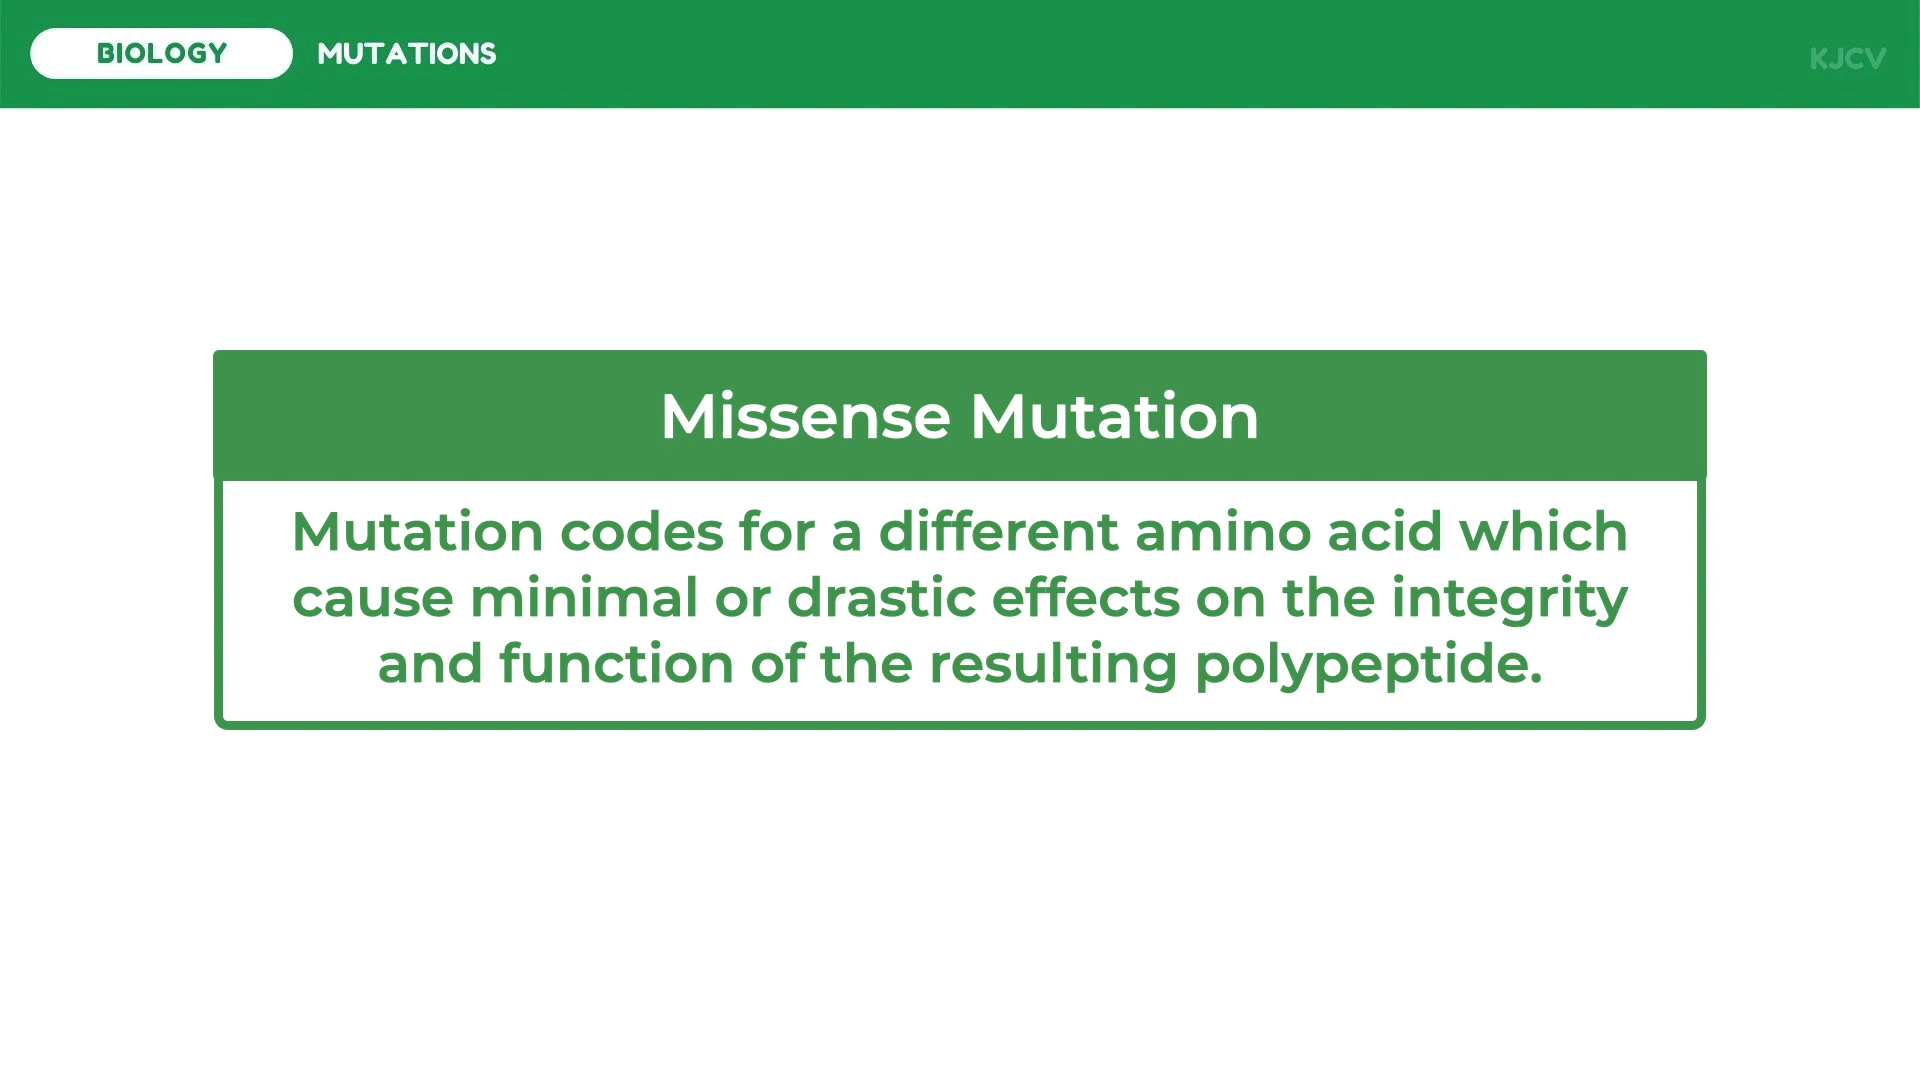 BIOLOGY MUTATIONS
KJCV
Missense Mutation
Mutation codes for a different amino acid which
cause minimal or drastic effects on the integrity
and function of the resulting polypeptide.